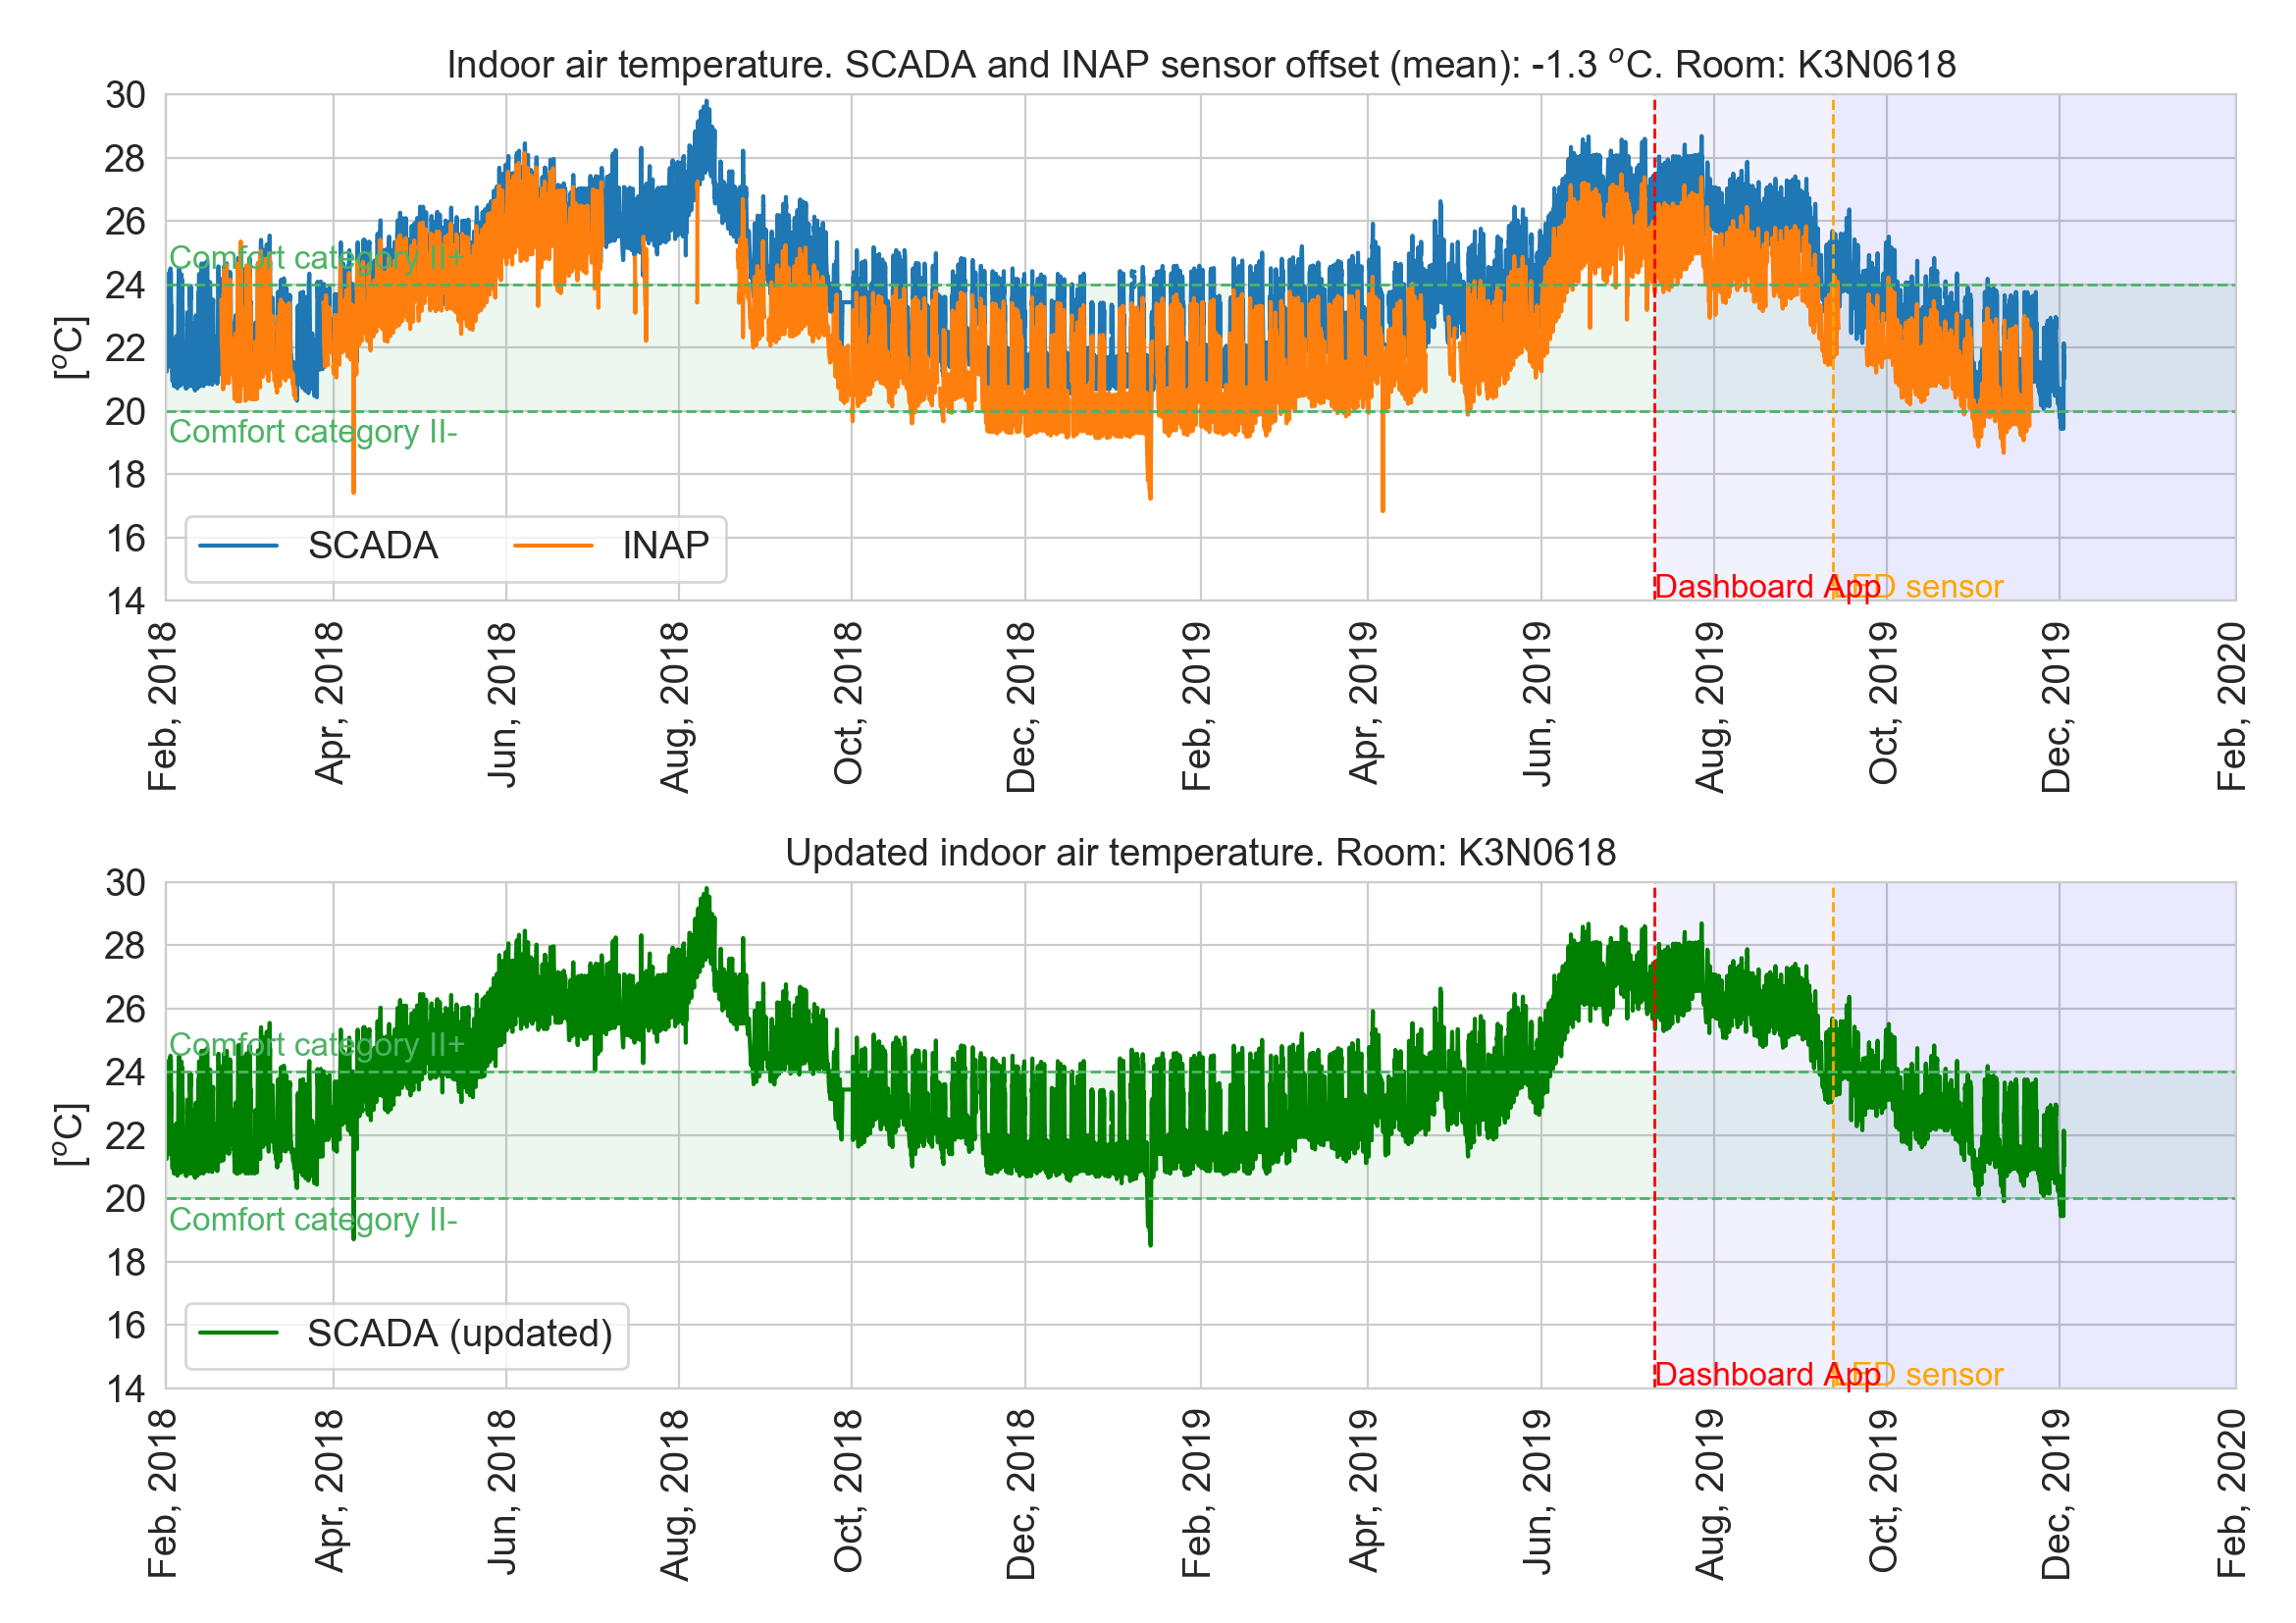 Indoor air temperature. SCADA and INAP sensor offset (mean): -1.3 °C. Room: K3N0618
30
28
26
24
22
20
18
16
14
[°C]
Comfort category II+
Comfort category II-
SCADA INAP
Dashboard App
LED sensor
Feb, 2018
Apr, 2018
Jun, 2018
Aug, 2018
Oct, 2018
Dec, 2018
Feb, 2019
Apr, 2019
Jun, 2019
Aug, 2019
Oct, 2019
Dec, 2019
Feb, 2020
Updated indoor air temperature. Room: K3N0618
30
28
26
24
22
20
18
16
14
[°C]
Comfort category II+
Comfort category II-
SCADA (updated)
Dashboard App
LED sensor
Feb, 2018
Apr, 2018
Jun, 2018
Aug, 2018
Oct, 2018
Dec, 2018
Feb, 2019
Apr, 2019
Jun, 2019
Aug, 2019
Oct, 2019
Dec, 2019
Feb, 2020